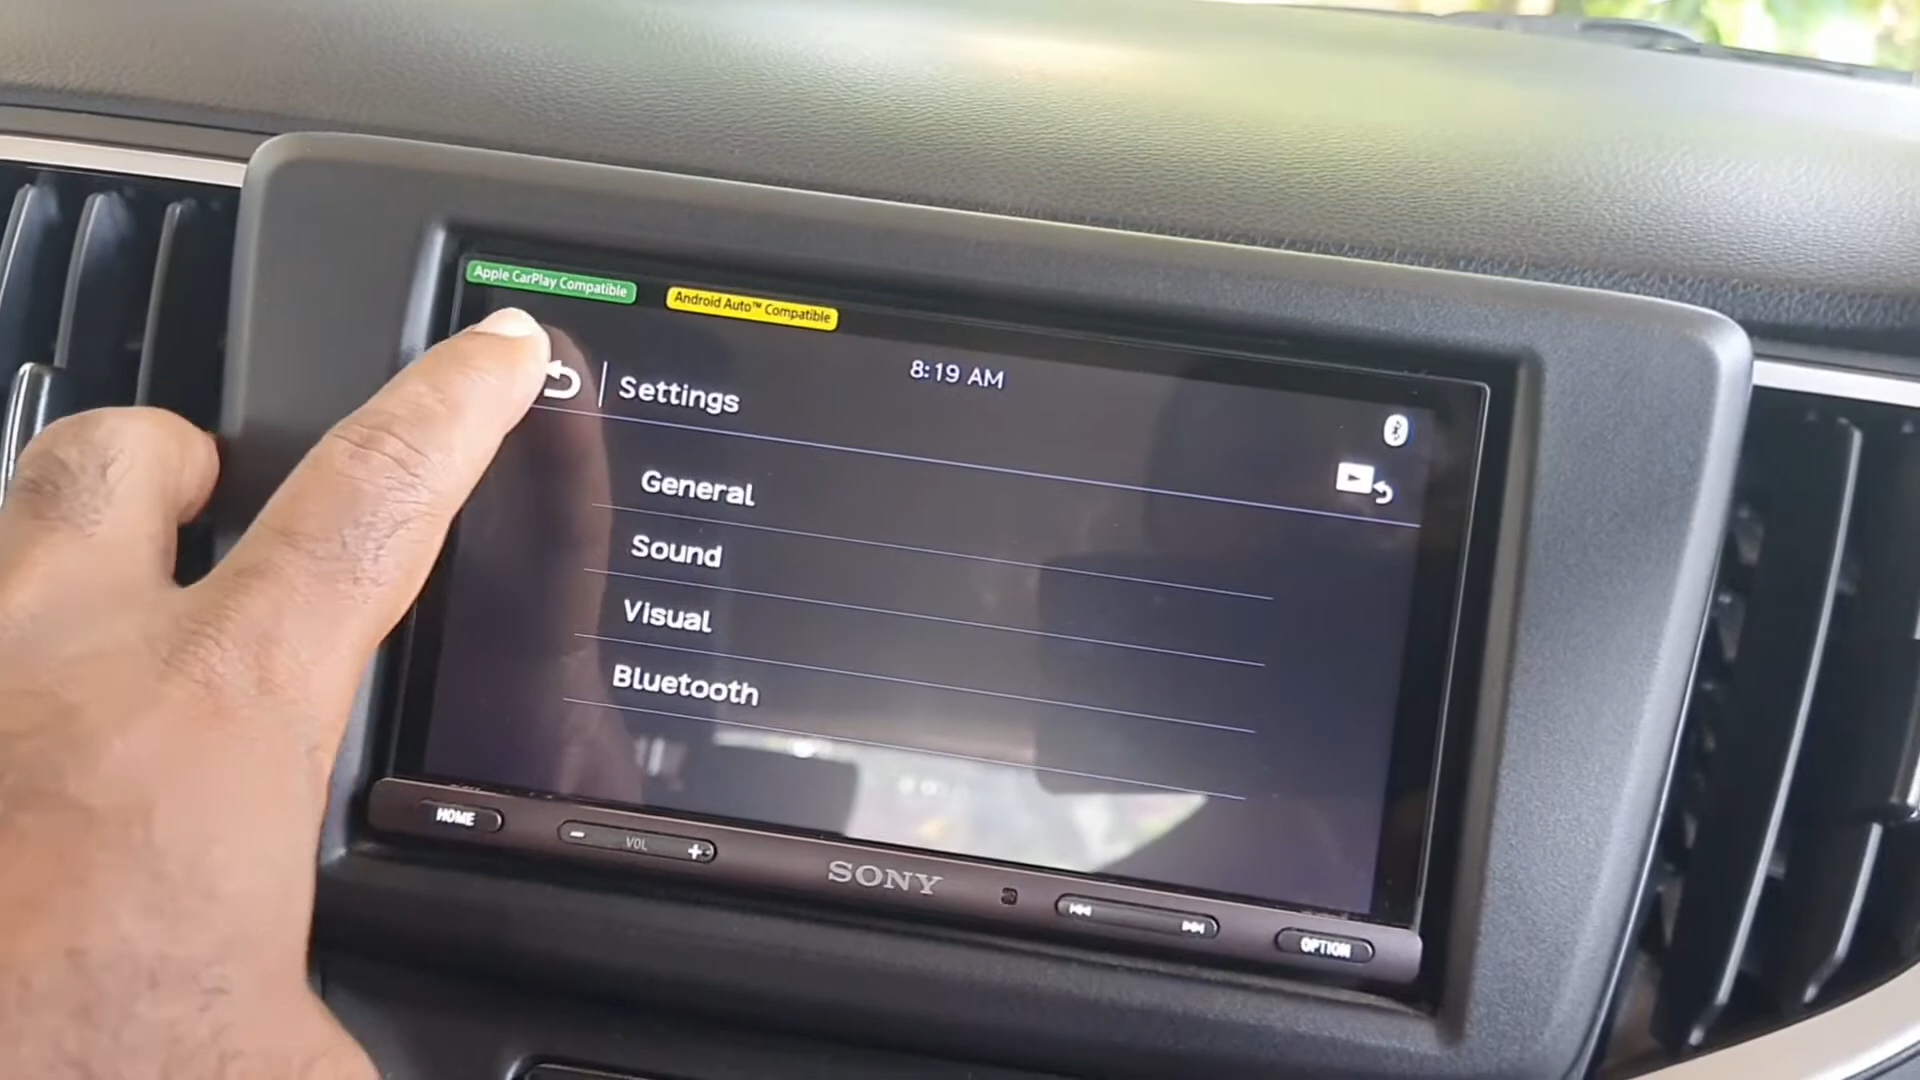 Apple CarPlay Compatible
Android Auto™ Compatible
8:19 AM
Settings
General
Sound
Visual
Bluetooth
HOME
- VOL +
SONY
OPTION